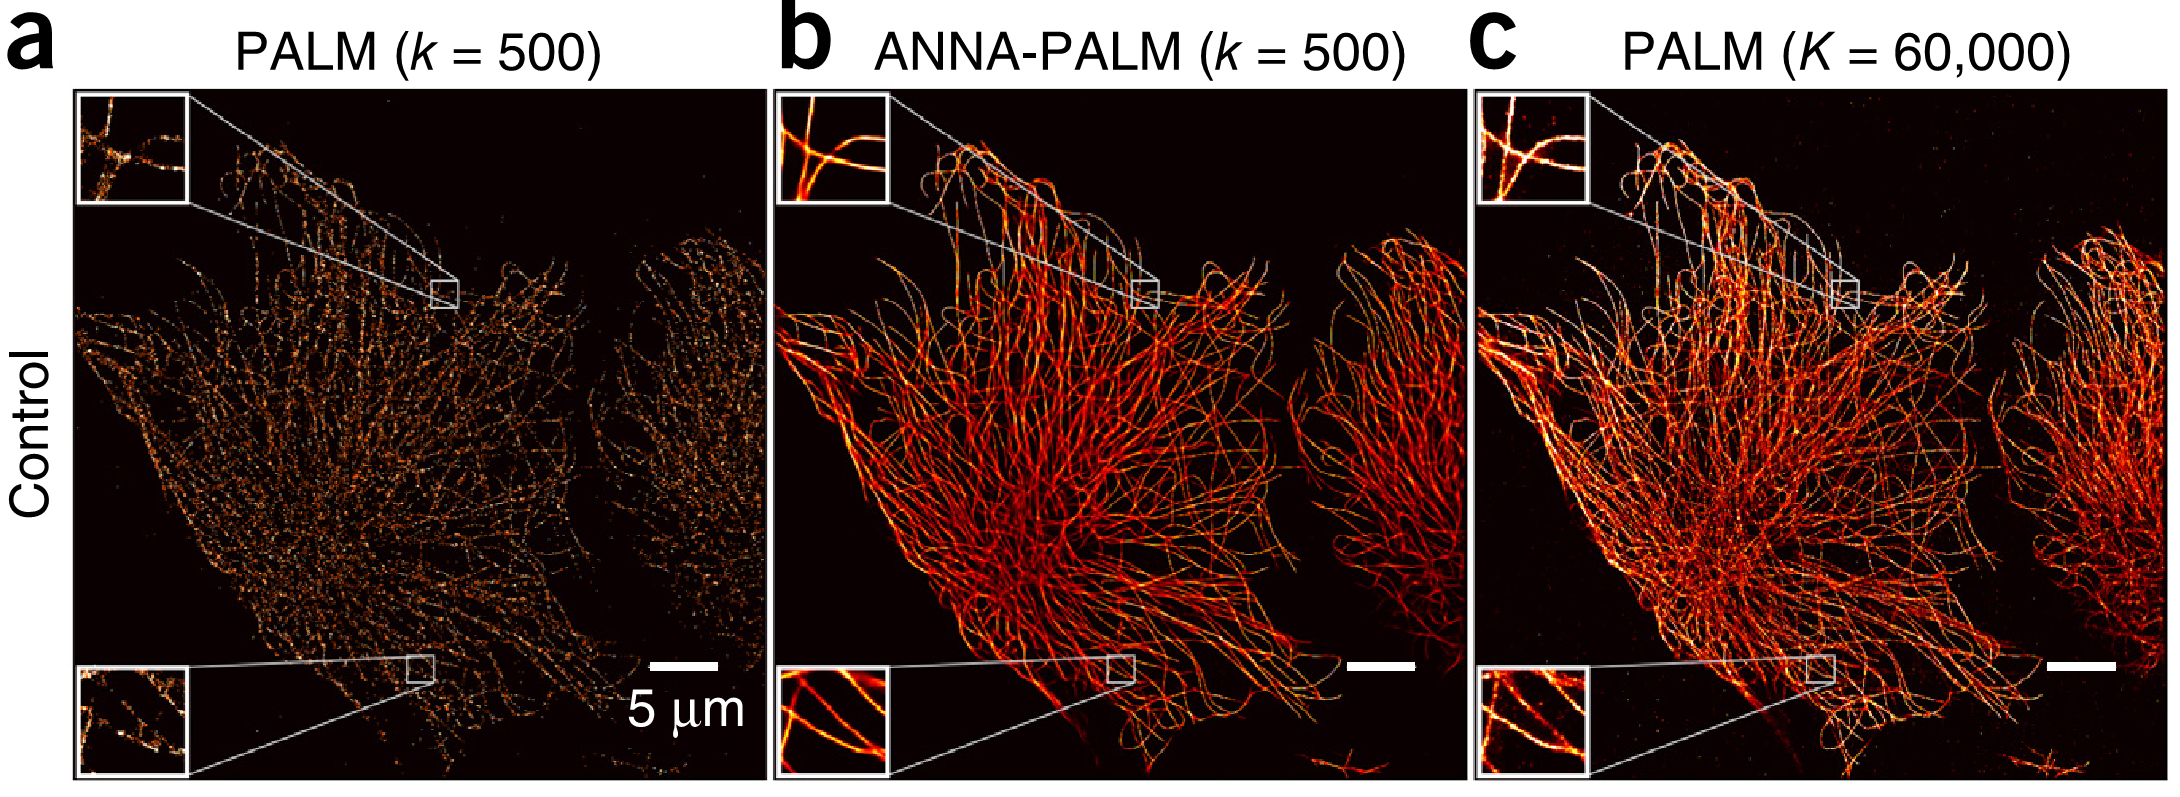 a PALM (k = 500)
b ANNA-PALM (k = 500)
c PALM (K = 60,000)
Control
5 μm